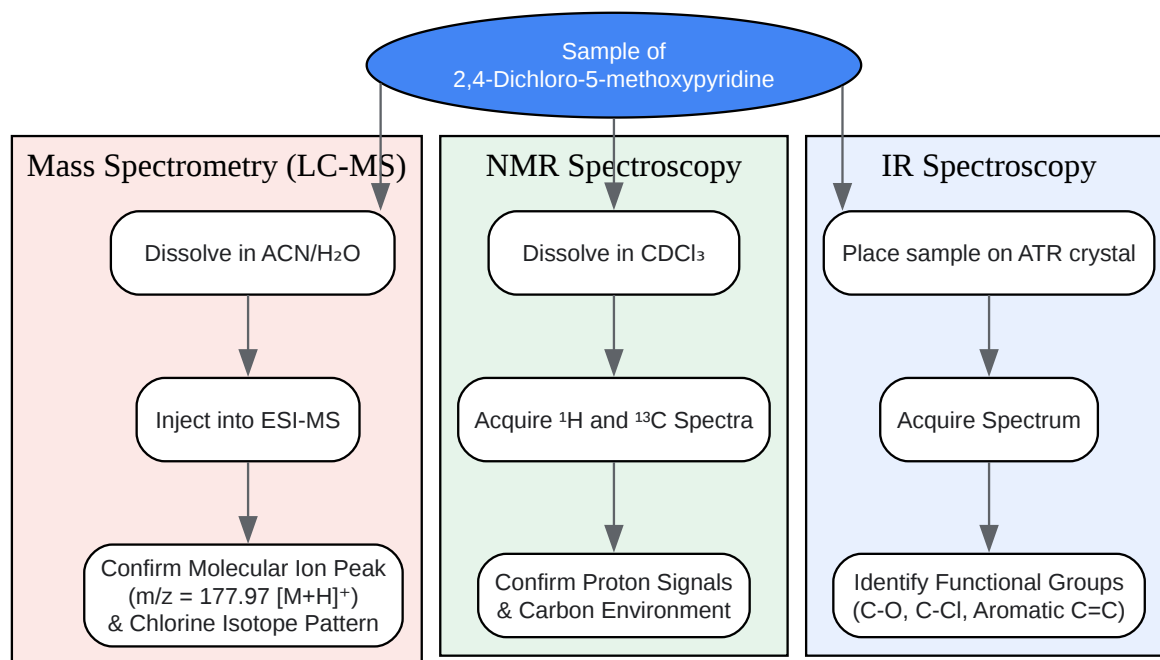 Sample of
2,4-Dichloro-5-methoxypyridine
Mass Spectrometry (LC-MS)
Dissolve in ACN/H₂O
Inject into ESI-MS
Confirm Molecular Ion Peak
(m/z = 177.97 [M+H]⁺)
& Chlorine Isotope Pattern
NMR Spectroscopy
Dissolve in CDCl₃
Acquire ¹H and ¹³C Spectra
Confirm Proton Signals
& Carbon Environment
IR Spectroscopy
Place sample on ATR crystal
Acquire Spectrum
Identify Functional Groups
(C-O, C-Cl, Aromatic C=C)